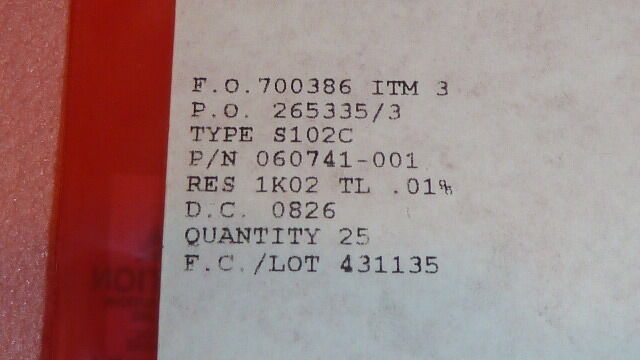 F.O.700386 ITM 3
P.O. 265335/3
TYPE S102C
P/N 060741-001
RES 1K02 TL .01%
D.C. 0826
QUANTITY 25
F.C./LOT 431135